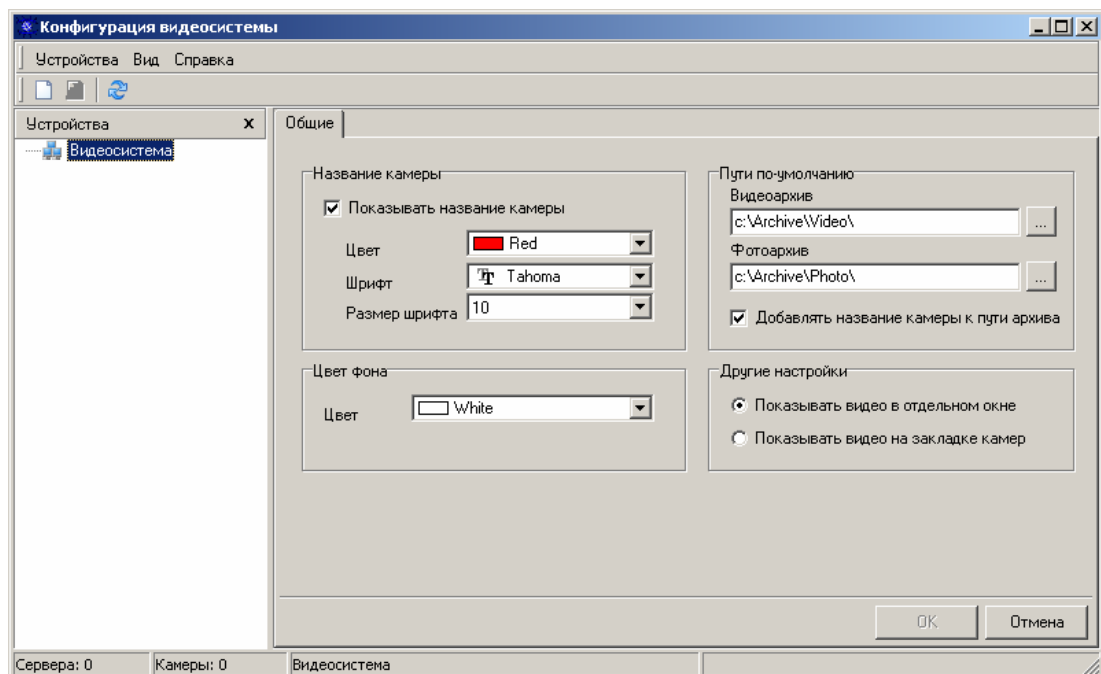 Конфигурация видеосистемы
Устройства Вид Справка
Устройства x
Видеосистема
Общие
Название камеры
Показывать название камеры
Цвет Red
Шрифт Tahoma
Размер шрифта 10
Цвет фона
Цвет White
Пути по-умолчанию
Видеоархив
c:\Archive\Video\ ...
Фотоархив
c:\Archive\Photo\ ...
Добавлять название камеры к пути архива
Другие настройки
Показывать видео в отдельном окне
Показывать видео на закладке камер
OK Отмена
Сервера: 0 Камеры: 0 Видеосистема